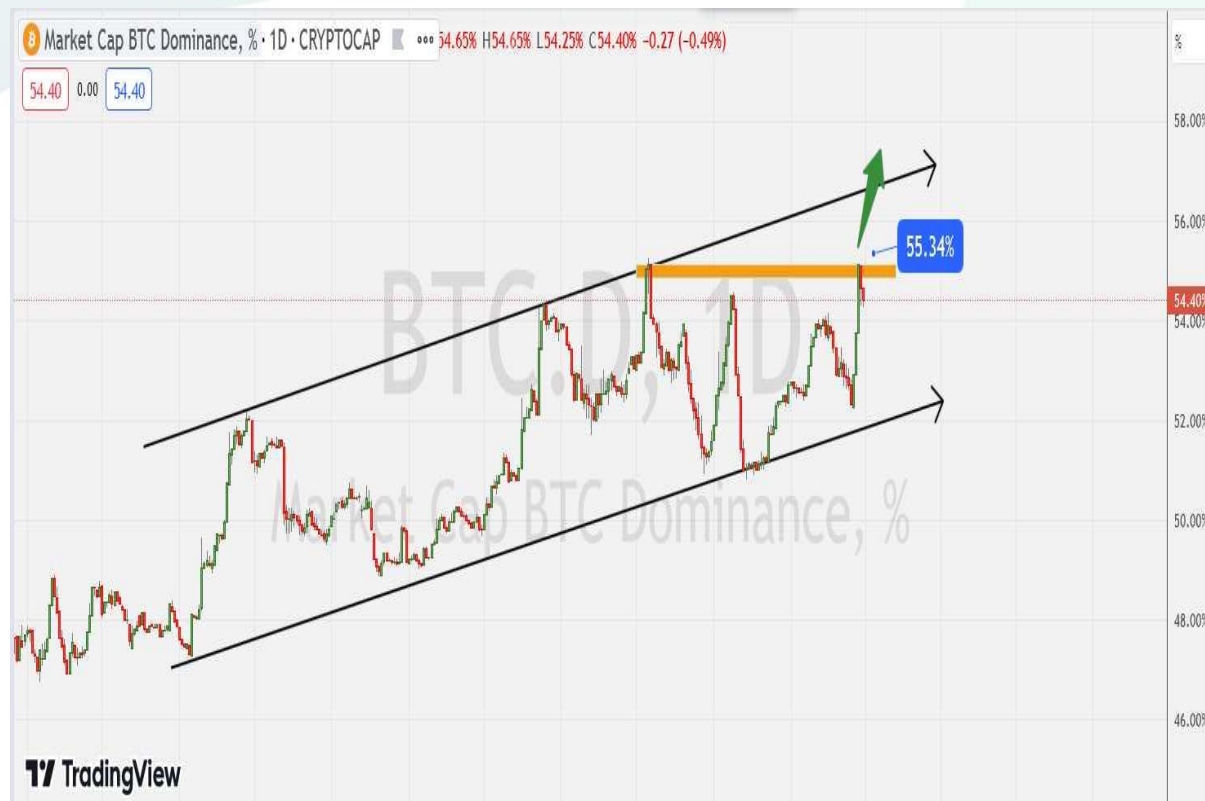 Market Cap BTC Dominance, % · 1D · CRYPTOCAP ••• 54.65% H54.65% L54.25% C54.40% −0.27 (−0.49%)
%
54.40 0.00 54.40
58.00%
56.00%
55.34%
54.40%
54.00%
52.00%
50.00%
48.00%
46.00%
BTC.D, 1D
Market Cap BTC Dominance, %
TradingView